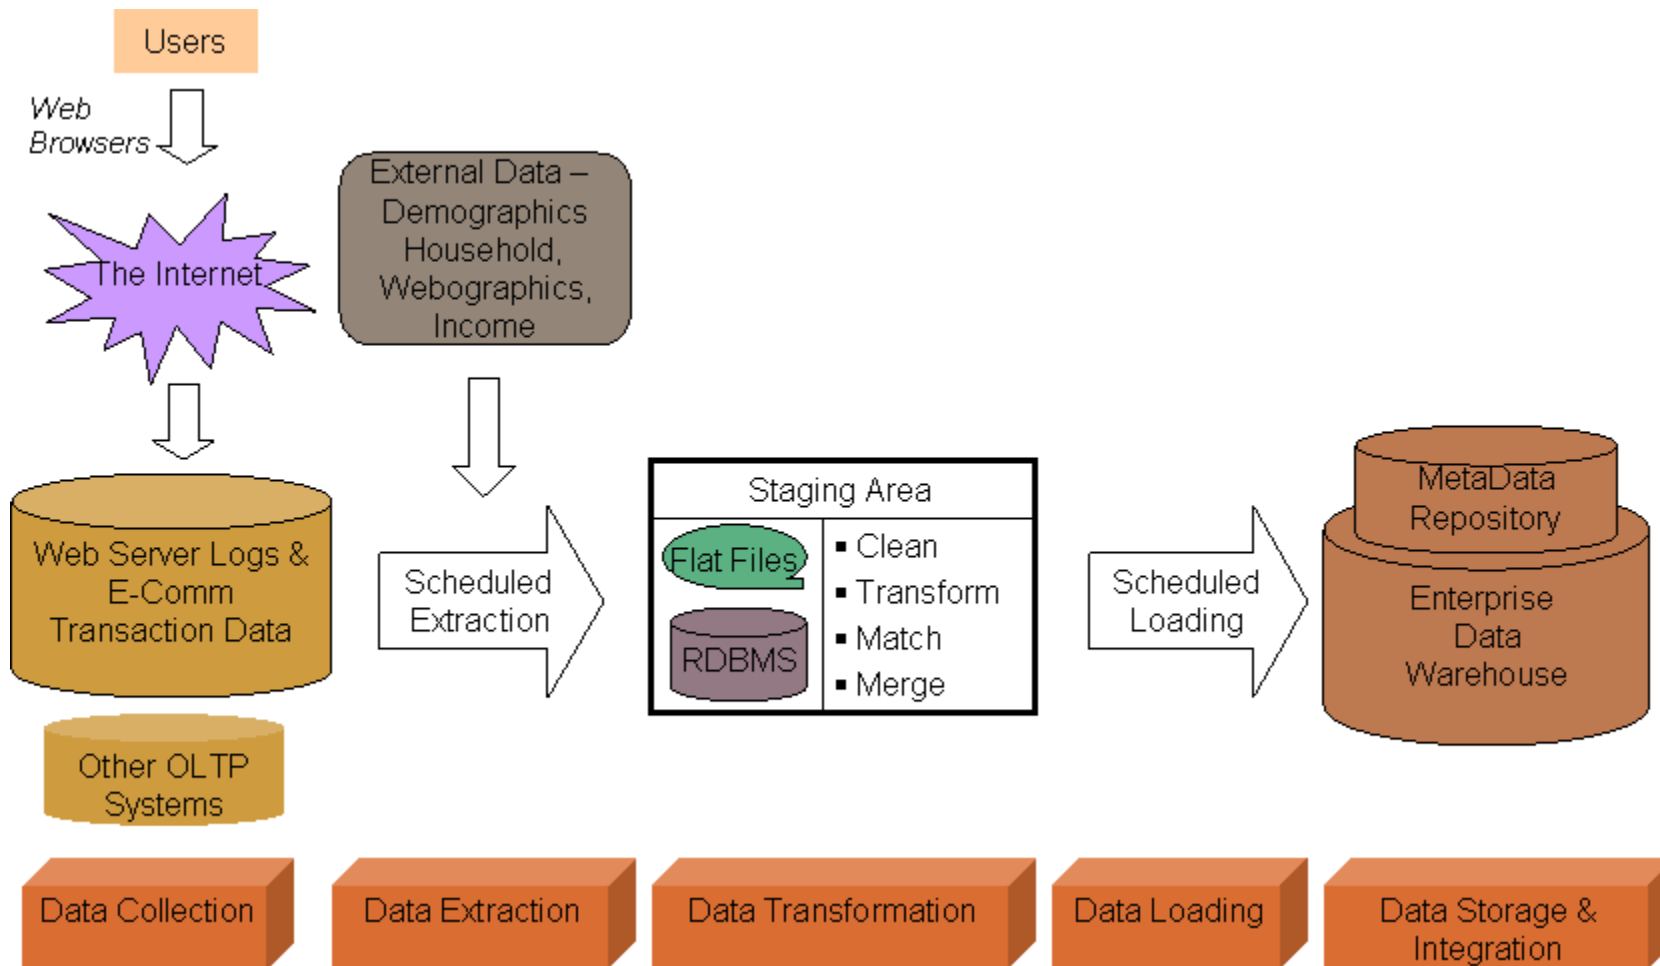 Users
Web
Browsers
The Internet
External Data –
Demographics
Household,
Webographics,
Income
Web Server Logs &
E-Comm
Transaction Data
Other OLTP
Systems
Scheduled
Extraction
Staging Area
Flat Files
RDBMS
▪ Clean
▪ Transform
▪ Match
▪ Merge
Scheduled
Loading
MetaData
Repository
Enterprise
Data
Warehouse
Data Collection
Data Extraction
Data Transformation
Data Loading
Data Storage &
Integration